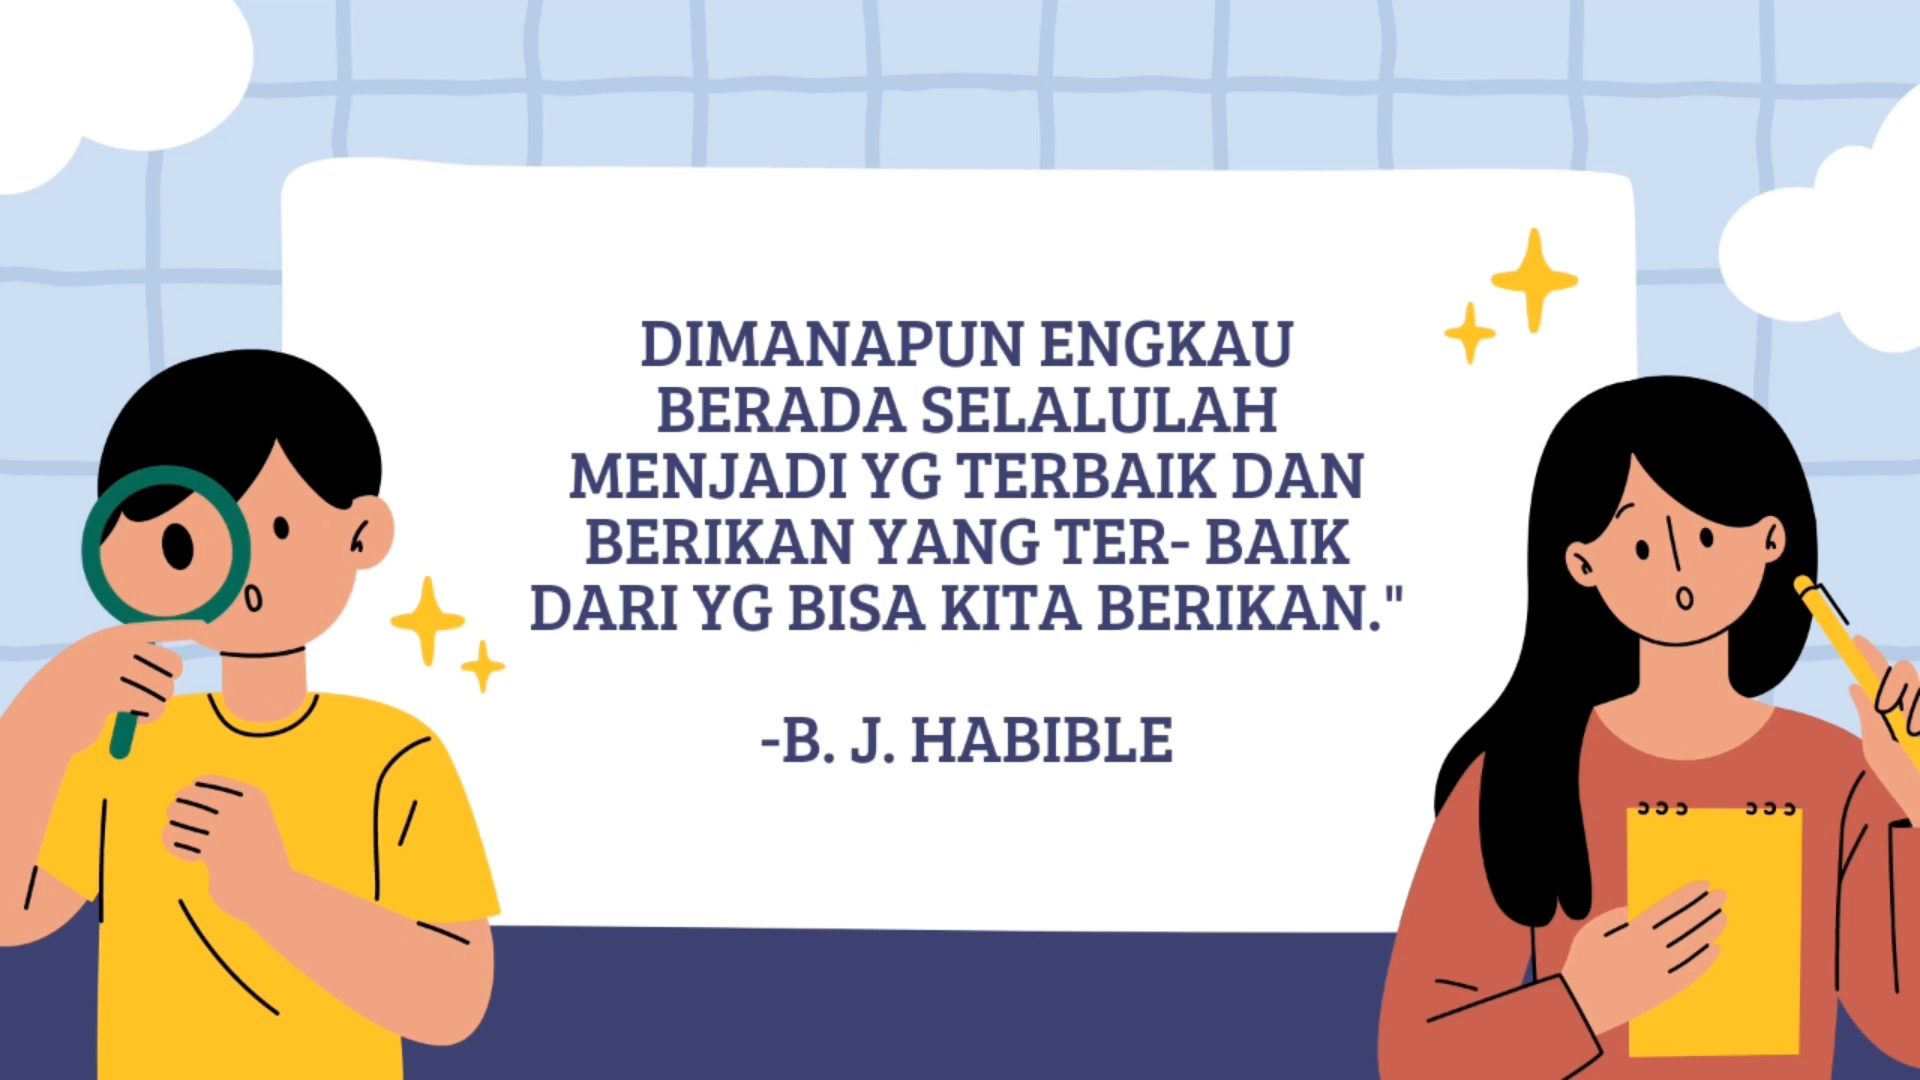 DIMANAPUN ENGKAU
BERADA SELALULAH
MENJADI YG TERBAIK DAN
BERIKAN YANG TER- BAIK
DARI YG BISA KITA BERIKAN."
-B. J. HABIBLE